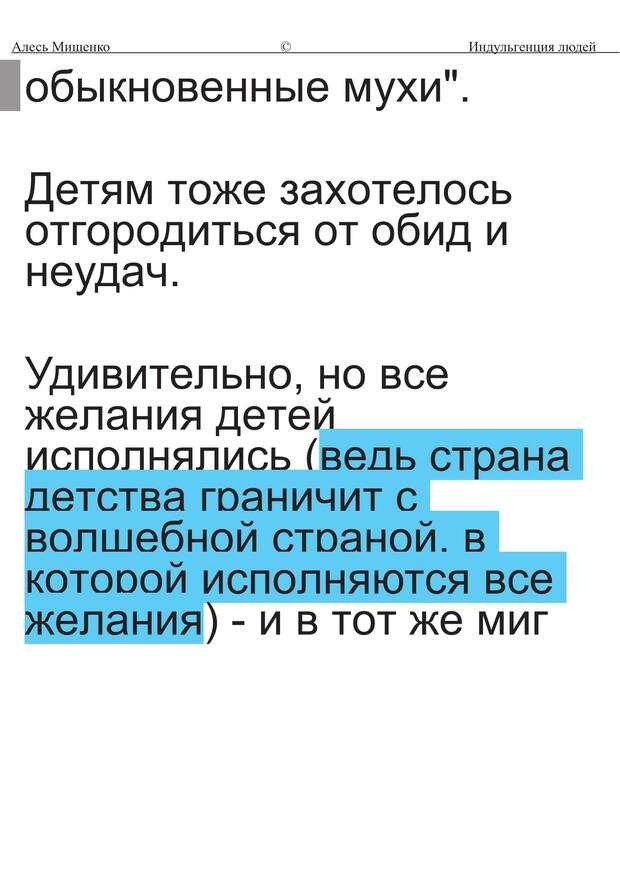 Алесь Мищенко © Индульгенция людей
обыкновенные мухи".
Детям тоже захотелось
отгородиться от обид и
неудач.
Удивительно, но все
желания детей
исполнялись (ведь страна
детства граничит с
волшебной страной, в
которой исполняются все
желания) - и в тот же миг